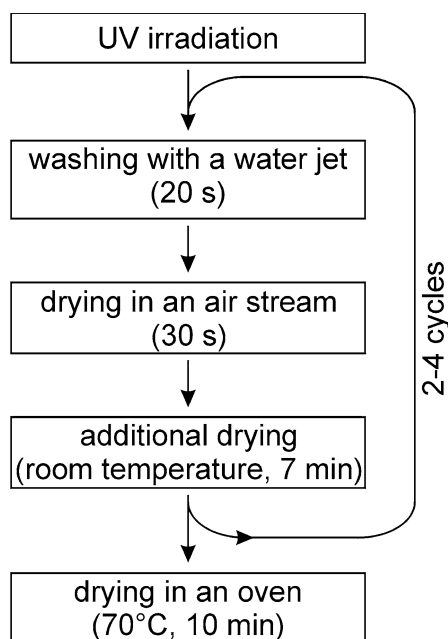 UV irradiation
washing with a water jet
(20 s)
drying in an air stream
(30 s)
additional drying
(room temperature, 7 min)
2-4 cycles
drying in an oven
(70°C, 10 min)